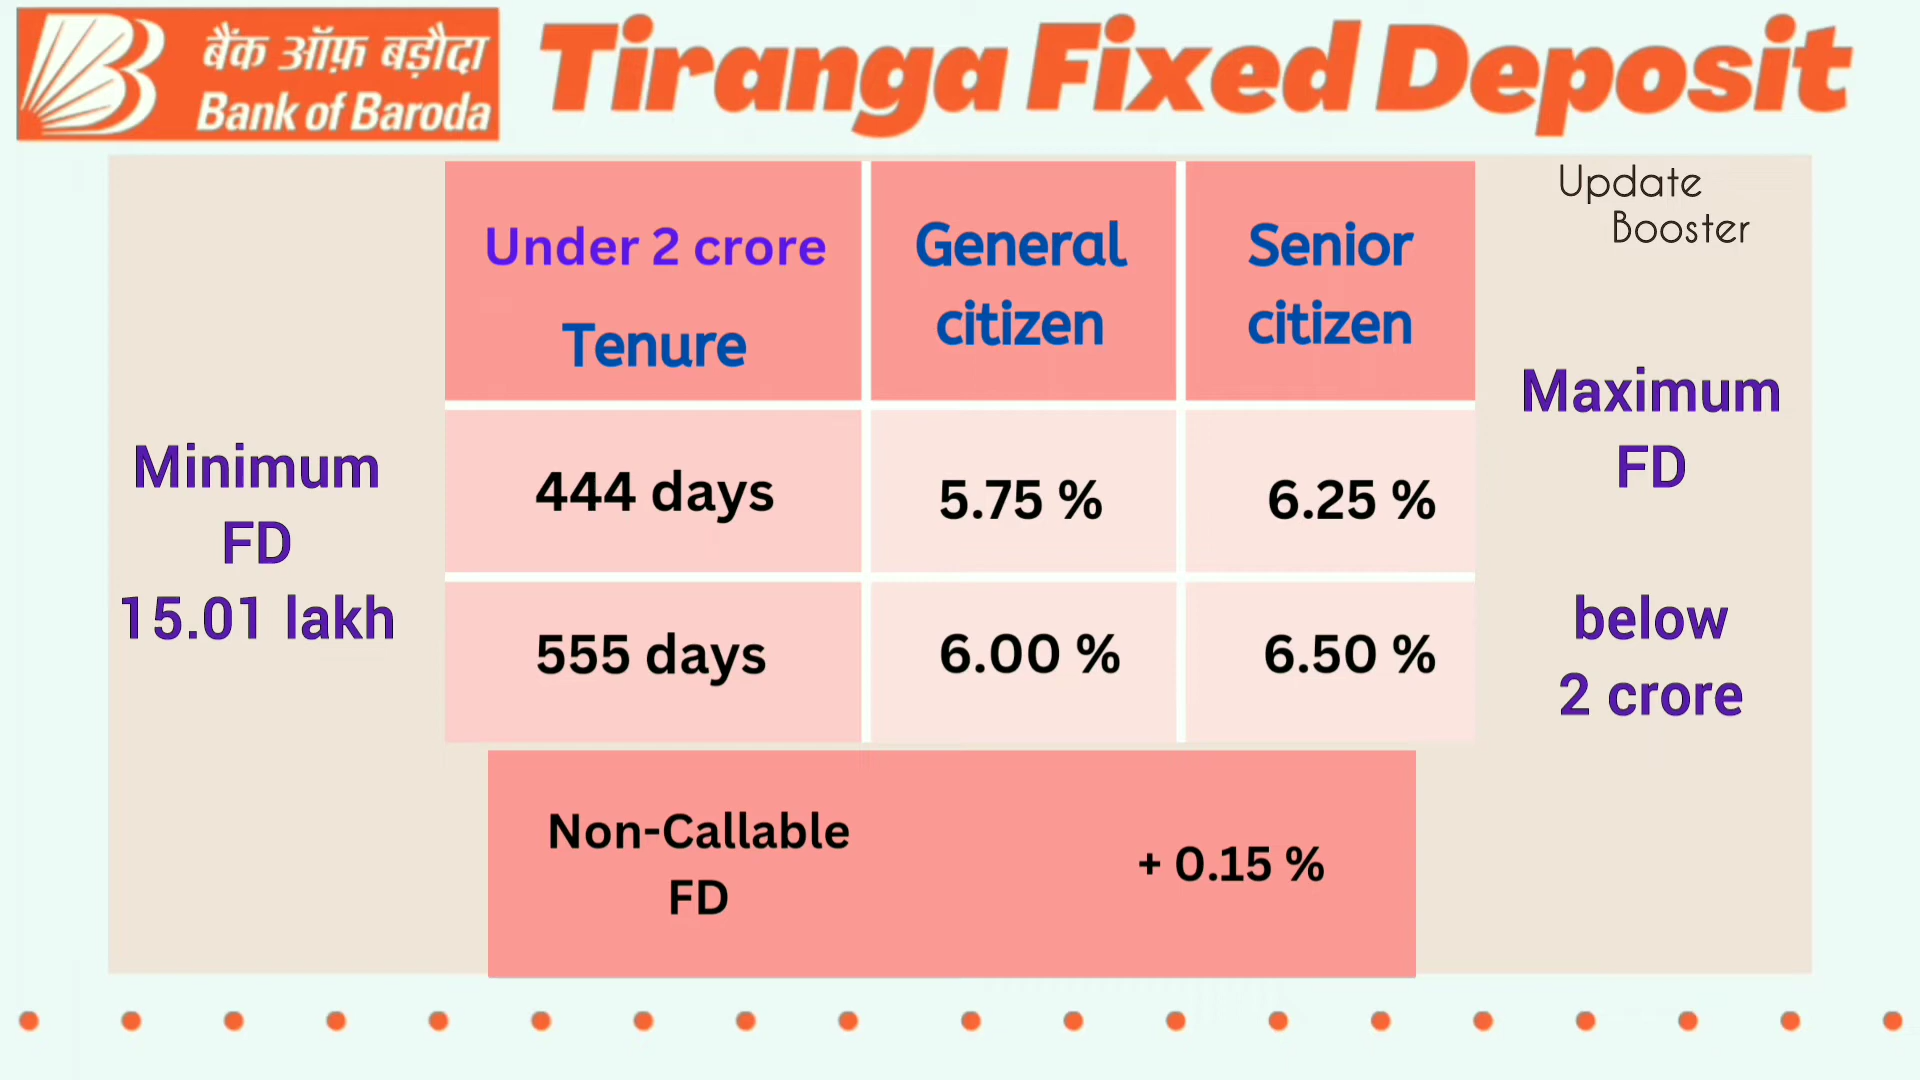 बैंक ऑफ़ बड़ौदा
Bank of Baroda
Tiranga Fixed Deposit
Update
Booster
Under 2 crore
Tenure
General
citizen
Senior
citizen
444 days
5.75 %
6.25 %
555 days
6.00 %
6.50 %
Minimum
FD
15.01 lakh
Maximum
FD
below
2 crore
Non-Callable
FD
+ 0.15 %